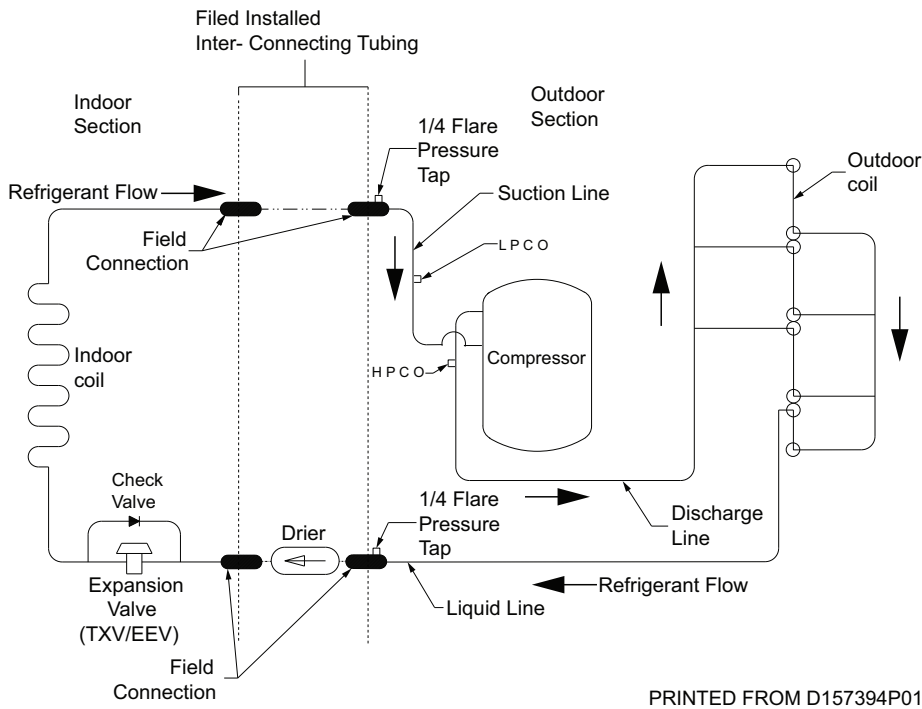 Filed Installed
Inter- Connecting Tubing
Indoor
Section
Outdoor
Section
1/4 Flare
Pressure
Tap
Outdoor
coil
Refrigerant Flow
Suction Line
Field
Connection
LPCO
Indoor
coil
Compressor
HPCO
Check
Valve
Drier
1/4 Flare
Pressure
Tap
Discharge
Line
Expansion
Valve
(TXV/EEV)
Liquid Line
Refrigerant Flow
Field
Connection
PRINTED FROM D157394P01